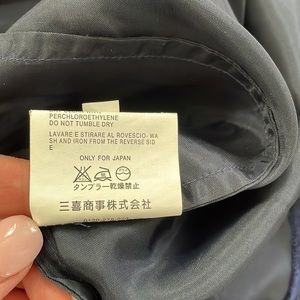 PERCHLOROETHYLENE
DO NOT TUMBLE DRY
LAVARE E STIRARE AL ROVESCIO-WA
SH AND IRON FROM THE REVERSE SID
E
ONLY FOR JAPAN
タンブラー乾燥禁止
三喜商事株式会社